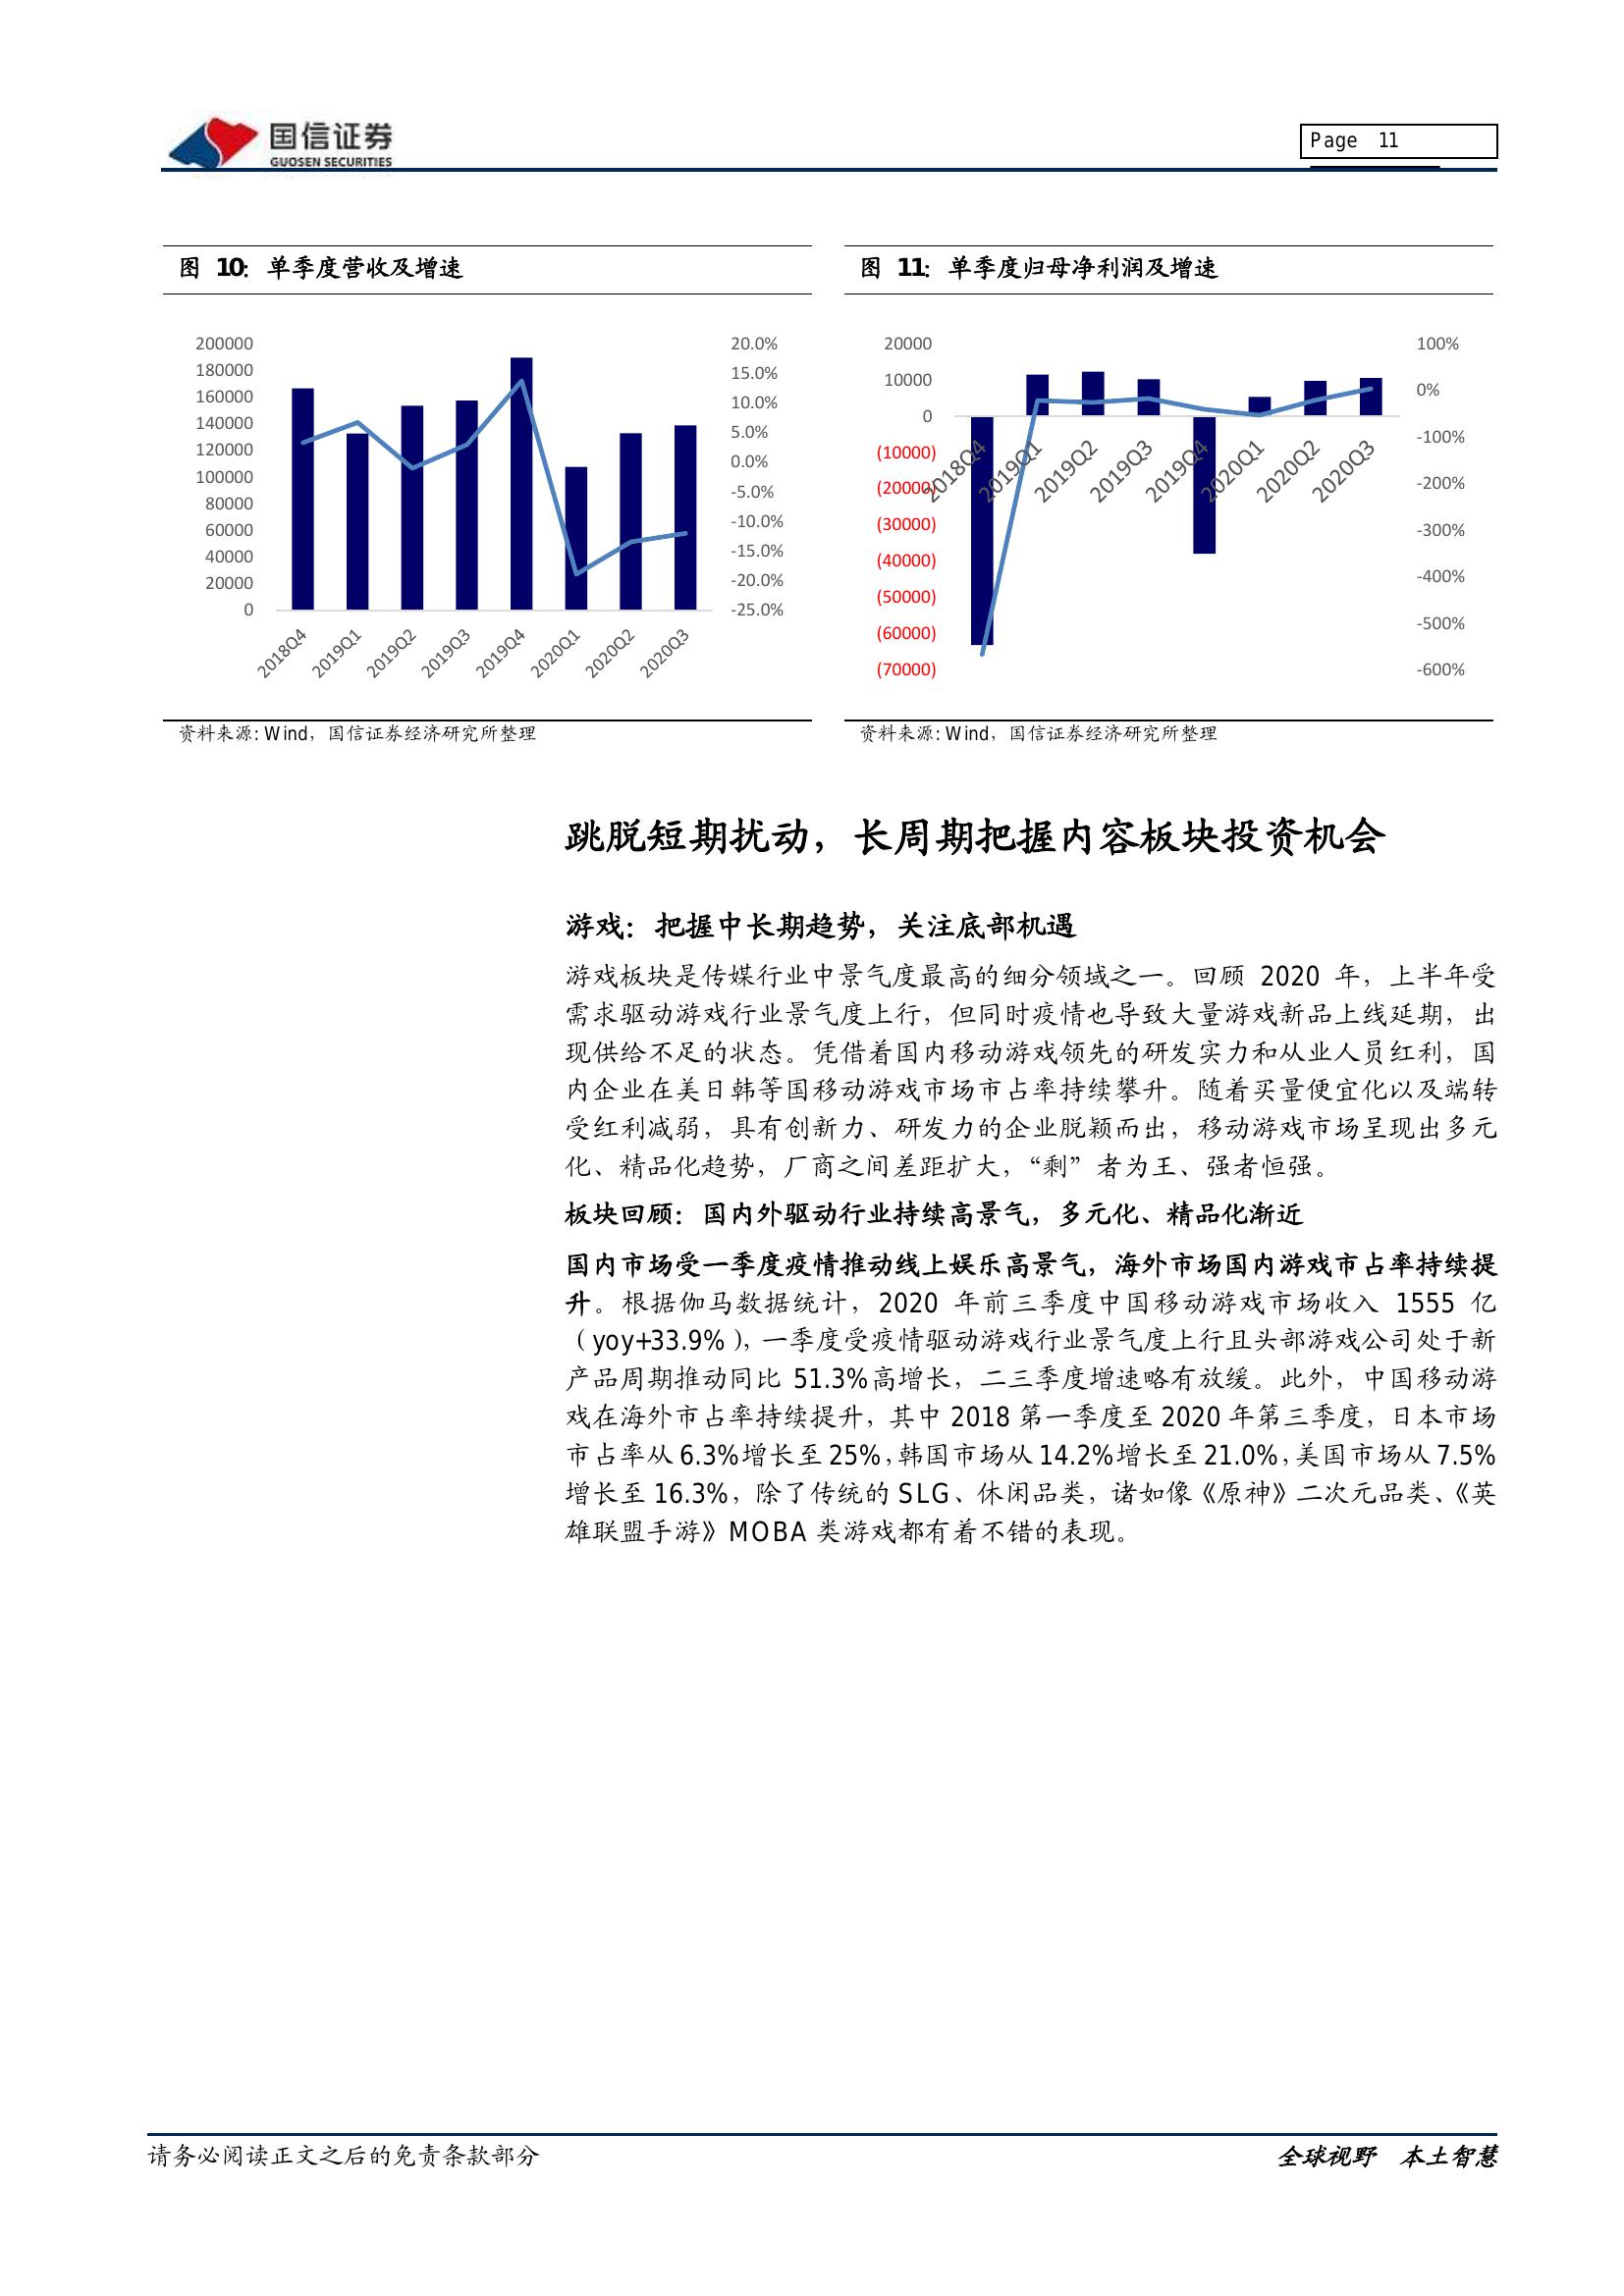 国信证券
GUOSEN SECURITIES
Page 11
图 10：单季度营收及增速
200000
180000
160000
140000
120000
100000
80000
60000
40000
20000
0
20.0%
15.0%
10.0%
5.0%
0.0%
-5.0%
-10.0%
-15.0%
-20.0%
-25.0%
2018Q4
2019Q1
2019Q2
2019Q3
2019Q4
2020Q1
2020Q2
2020Q3
资料来源: Wind，国信证券经济研究所整理
图 11：单季度归母净利润及增速
20000
10000
0
(10000)
(20000)
(30000)
(40000)
(50000)
(60000)
(70000)
100%
0%
-100%
-200%
-300%
-400%
-500%
-600%
2018Q4
2019Q1
2019Q2
2019Q3
2019Q4
2020Q1
2020Q2
2020Q3
资料来源: Wind，国信证券经济研究所整理
跳脱短期扰动，长周期把握内容板块投资机会
游戏：把握中长期趋势，关注底部机遇
游戏板块是传媒行业中景气度最高的细分领域之一。回顾 2020 年，上半年受
需求驱动游戏行业景气度上行，但同时疫情也导致大量游戏新品上线延期，出
现供给不足的状态。凭借着国内移动游戏领先的研发实力和从业人员红利，国
内企业在美日韩等国移动游戏市场市占率持续攀升。随着买量便宜化以及端转
受红利减弱，具有创新力、研发力的企业脱颖而出，移动游戏市场呈现出多元
化、精品化趋势，厂商之间差距扩大，“剩”者为王、强者恒强。
板块回顾：国内外驱动行业持续高景气，多元化、精品化渐近
国内市场受一季度疫情推动线上娱乐高景气，海外市场国内游戏市占率持续提
升。根据伽马数据统计，2020 年前三季度中国移动游戏市场收入 1555 亿
（yoy+33.9%），一季度受疫情驱动游戏行业景气度上行且头部游戏公司处于新
产品周期推动同比 51.3%高增长，二三季度增速略有放缓。此外，中国移动游
戏在海外市占率持续提升，其中 2018 第一季度至 2020 年第三季度，日本市场
市占率从 6.3%增长至 25%，韩国市场从 14.2%增长至 21.0%，美国市场从 7.5%
增长至 16.3%，除了传统的 SLG、休闲品类，诸如像《原神》二次元品类、《英
雄联盟手游》MOBA 类游戏都有着不错的表现。
请务必阅读正文之后的免责条款部分
全球视野 本土智慧